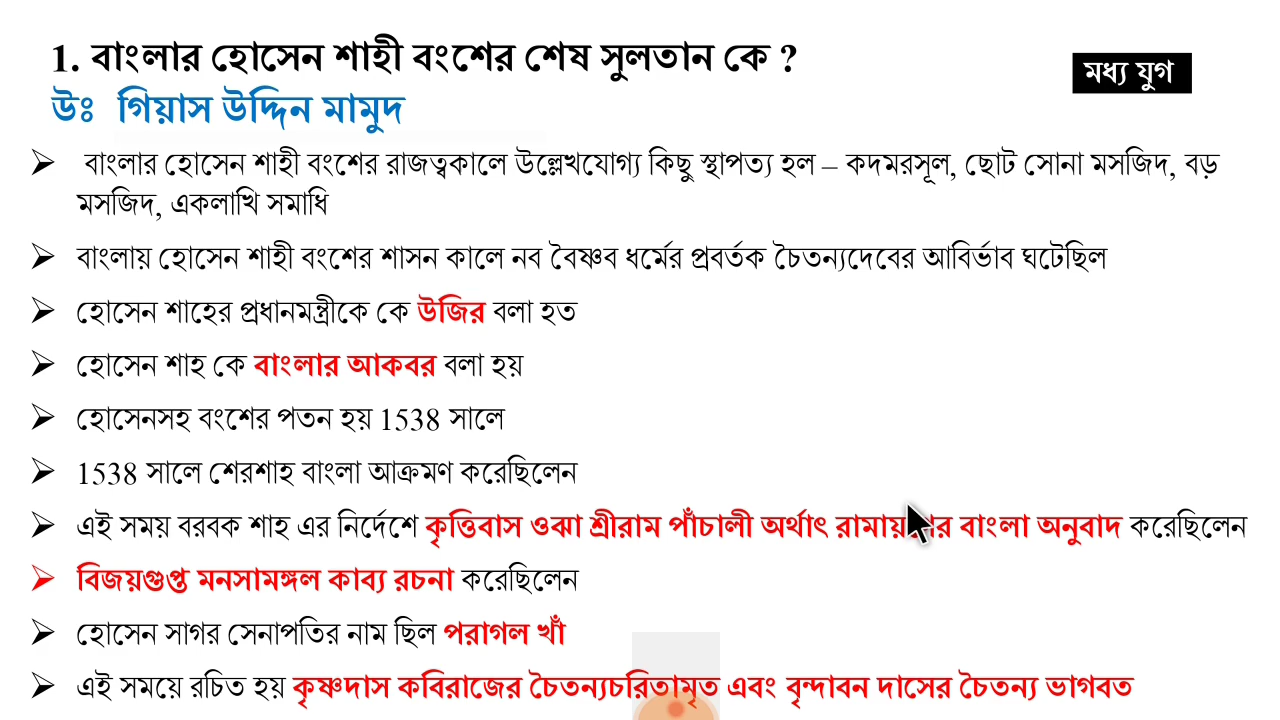 1. বাংলার হোসেন শাহী বংশের শেষ সুলতান কে ?
মধ্য যুগ
উঃ গিয়াস উদ্দিন মামুদ
➢ বাংলার হোসেন শাহী বংশের রাজত্বকালে উল্লেখযোগ্য কিছু স্থাপত্য হল – কদমরসূল, ছোট সোনা মসজিদ, বড়
মসজিদ, একলাখি সমাধি
➢ বাংলায় হোসেন শাহী বংশের শাসন কালে নব বৈষ্ণব ধর্মের প্রবর্তক চৈতন্যদেবের আবির্ভাব ঘটেছিল
➢ হোসেন শাহের প্রধানমন্ত্রীকে কে উজির বলা হত
➢ হোসেন শাহ কে বাংলার আকবর বলা হয়
➢ হোসেনসহ বংশের পতন হয় 1538 সালে
➢ 1538 সালে শেরশাহ বাংলা আক্রমণ করেছিলেন
➢ এই সময় বরবক শাহ এর নির্দেশে কৃত্তিবাস ওঝা শ্রীরাম পাঁচালী অর্থাৎ বাংলা অনুবাদ করেছিলেন
➢ বিজয়গুপ্ত মনসামঙ্গল কাব্য রচনা করেছিলেন
➢ হোসেন সাগর সেনাপতির নাম ছিল পরাগল খাঁ
➢ এই সময়ে রচিত হয় কৃষ্ণদাস কবিরাজের চৈতন্যচরিতামৃত এবং বৃন্দাবন দাসের চৈতন্য ভাগবত